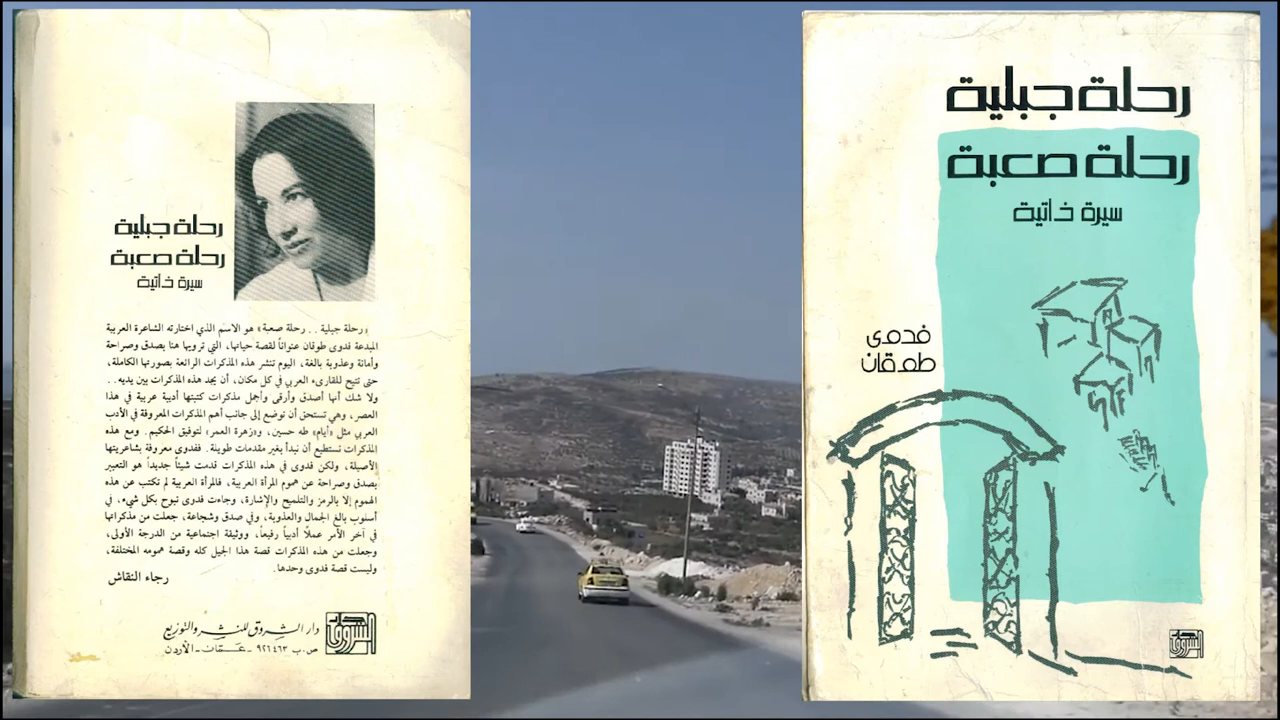 رحلة جبلية
رحلة صعبة
سيرة ذاتية
فدوى
طوقان
رحلة جبلية
رحلة صعبة
سيرة ذاتية
«رحلة جبلية . . رحلة صعبة» هو الاسم الذي اختارته الشاعرة العربية
المبدعة فدوى طوقان عنواناً لقصة حياتها، التي ترويها هنا بصدق وصراحة
وأمانة وعذوبة بالغة، اليوم تنشر هذه المذكرات الرائعة بصورتها الكاملة،
حتى تتيح للقارىء العربي في كل مكان، أن يجد هذه المذكرات بين يديه . .
ولا شك أنها أصدق وأرقى وأجمل مذكرات كتبتها أديبة عربية في هذا
العصر، وهي تستحق أن توضع إلى جانب أهم المذكرات المعروفة في الأدب
العربي مثل «أيام» طه حسين، و«زهرة العمر» لتوفيق الحكيم. ومع هذه
المذكرات نستطيع أن نبدأ بغير مقدمات طويلة. ففدوى معروفة بشاعريتها
الأصيلة، ولكن فدوى في هذه المذكرات قدمت شيئاً جديداً هو التعبير
بصدق وصراحة عن هموم المرأة العربية، فالمرأة العربية لم تكتب عن هذه
الهموم إلا بالرمز والتلميح والإشارة، وجاءت فدوى لتبوح بكل شيء، في
أسلوب بالغ الجمال والعذوبة، وفي صدق وشجاعة، جعلت من مذكراتها
في آخر الأمر عملاً أدبياً رفيعاً، ووثيقة اجتماعية من الدرجة الأولى،
وجعلت من هذه المذكرات قصة هذا الجيل كله وقصة همومه المختلفة،
وليست قصة فدوى وحدها.
رجاء النقاش
دار الشروق للنشر والتوزيع
ص.ب ٩٢٦٤٦٣ - عمّان - الأردن
دار الشروق
دار الشروق